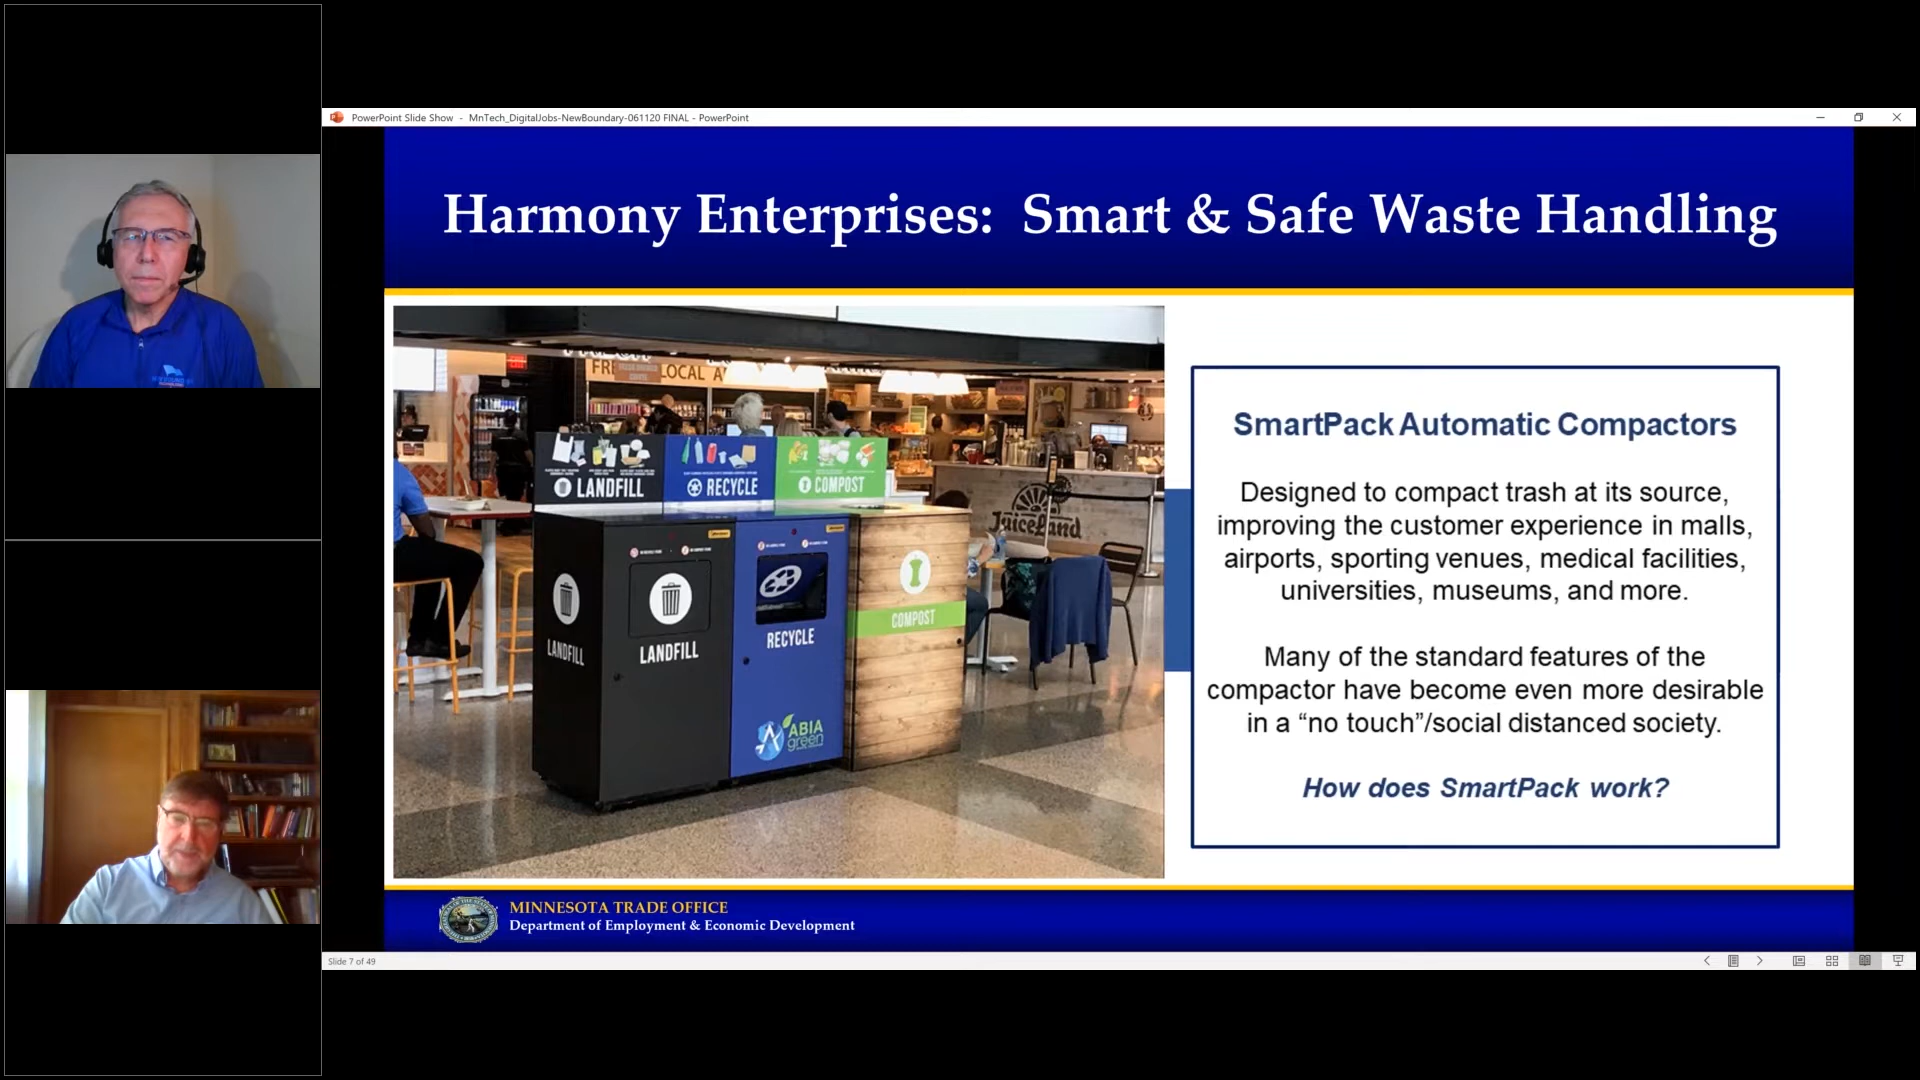 PowerPoint Slide Show - MnTech_DigitalJobs-NewBoundary-061120 FINAL - PowerPoint
Harmony Enterprises: Smart & Safe Waste Handling
LOCAL
LANDFILL
RECYCLE
COMPOST
JuiceLand
LANDFILL
LANDFILL
RECYCLE
COMPOST
ABIA
green
SmartPack Automatic Compactors
Designed to compact trash at its source,
improving the customer experience in malls,
airports, sporting venues, medical facilities,
universities, museums, and more.
Many of the standard features of the
compactor have become even more desirable
in a “no touch”/social distanced society.
How does SmartPack work?
MINNESOTA TRADE OFFICE
Department of Employment & Economic Development
Slide 7 of 49